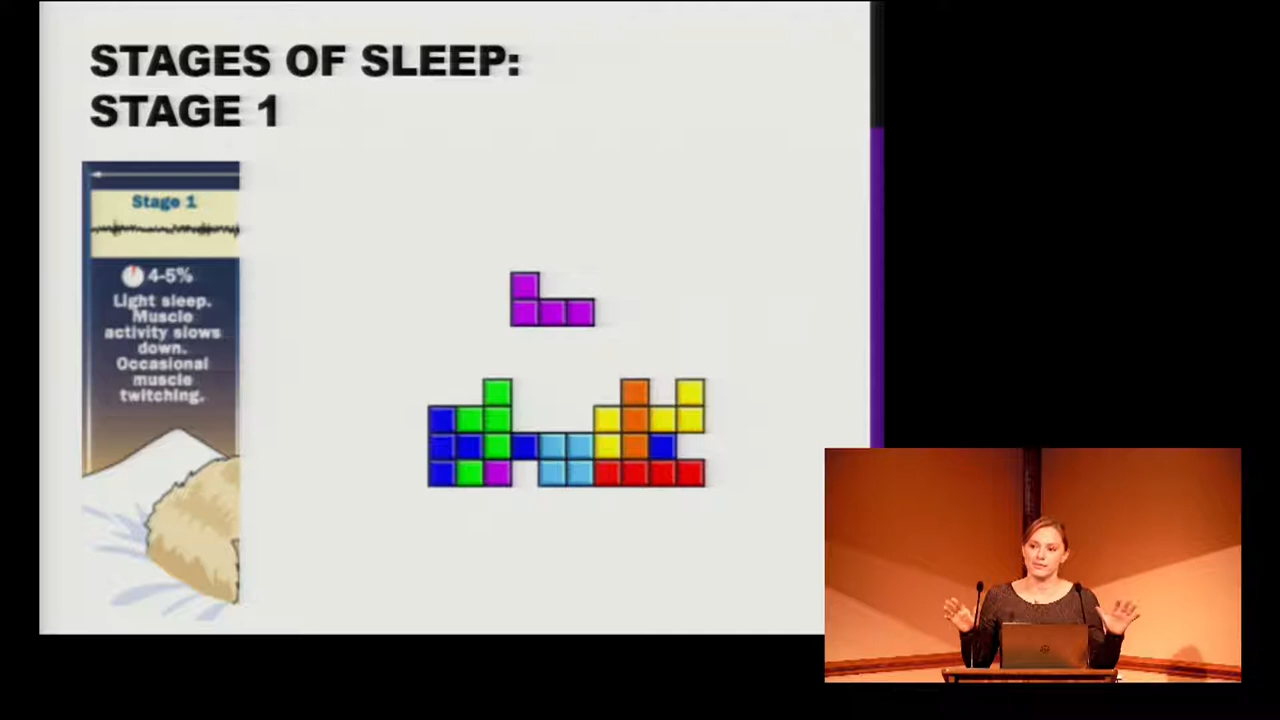 STAGES OF SLEEP:
STAGE 1
Stage 1
4-5%
Light sleep.
Muscle
activity slows
down.
Occasional
muscle
twitching.